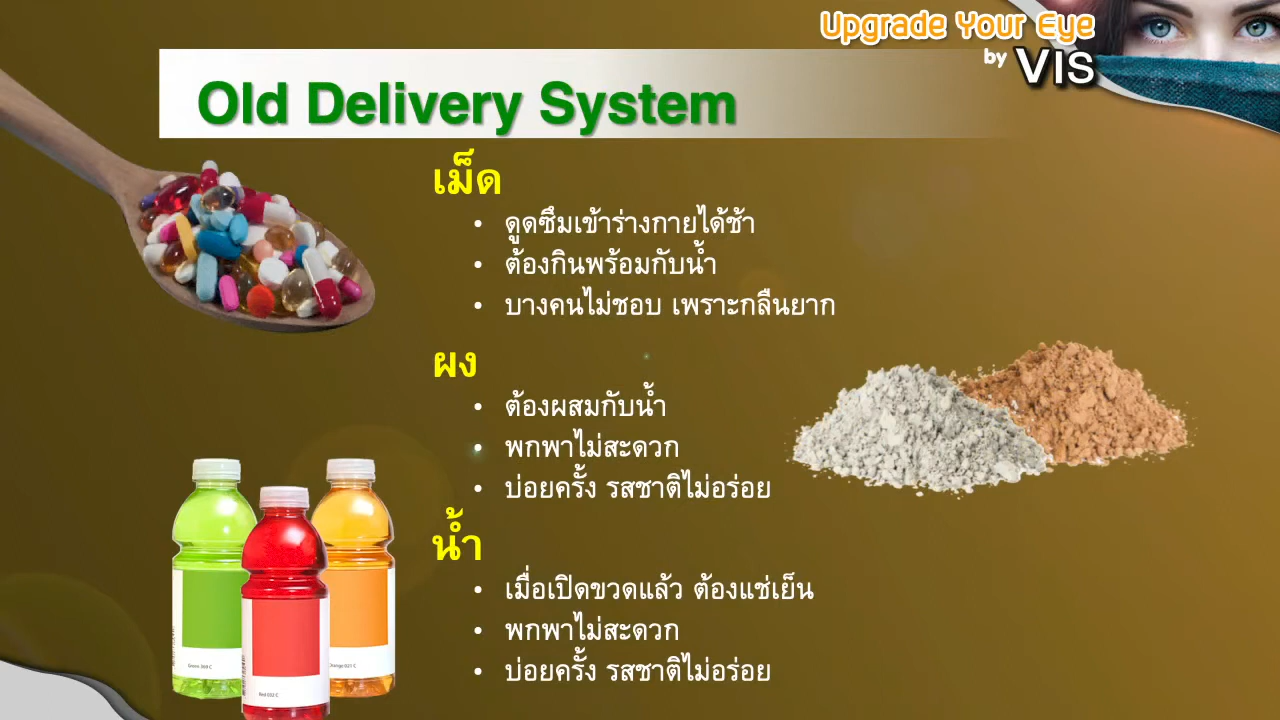 Upgrade Your Eye
by VIS
Old Delivery System
เม็ด
• ดูดซึมเข้าร่างกายได้ช้า
• ต้องกินพร้อมกับน้ำ
• บางคนไม่ชอบ เพราะกลืนยาก
ผง
• ต้องผสมกับน้ำ
• พกพาไม่สะดวก
• บ่อยครั้ง รสชาติไม่อร่อย
น้ำ
• เมื่อเปิดขวดแล้ว ต้องแช่เย็น
• พกพาไม่สะดวก
• บ่อยครั้ง รสชาติไม่อร่อย
Green 368 C
Orange 021 C
Red 032 C